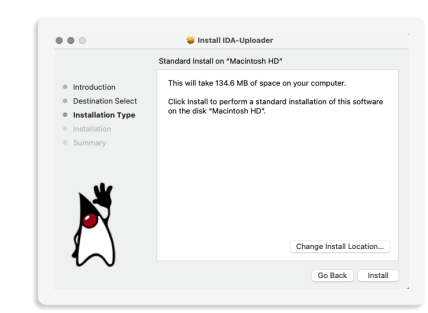 Install IDA-Uploader
Standard Install on "Macintosh HD"
Introduction
Destination Select
Installation Type
Installation
Summary
This will take 134.6 MB of space on your computer.
Click Install to perform a standard installation of this software
on the disk "Macintosh HD".
Change Install Location...
Go Back
Install